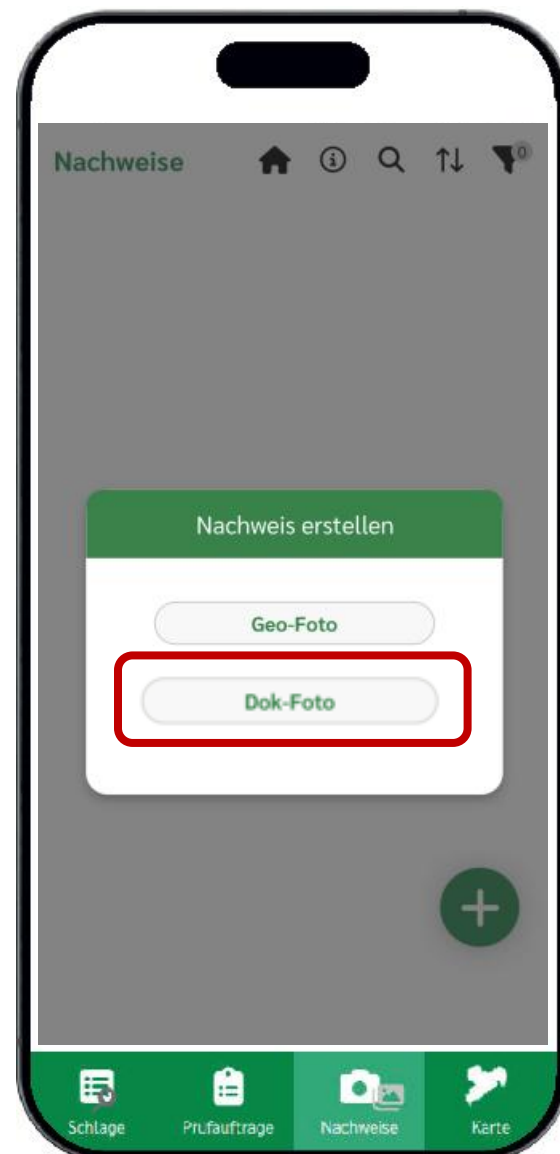 Nachweise
0
Nachweis erstellen
Geo-Foto
Dok-Foto
Schlage
Prufauftrage
Nachweise
Karte